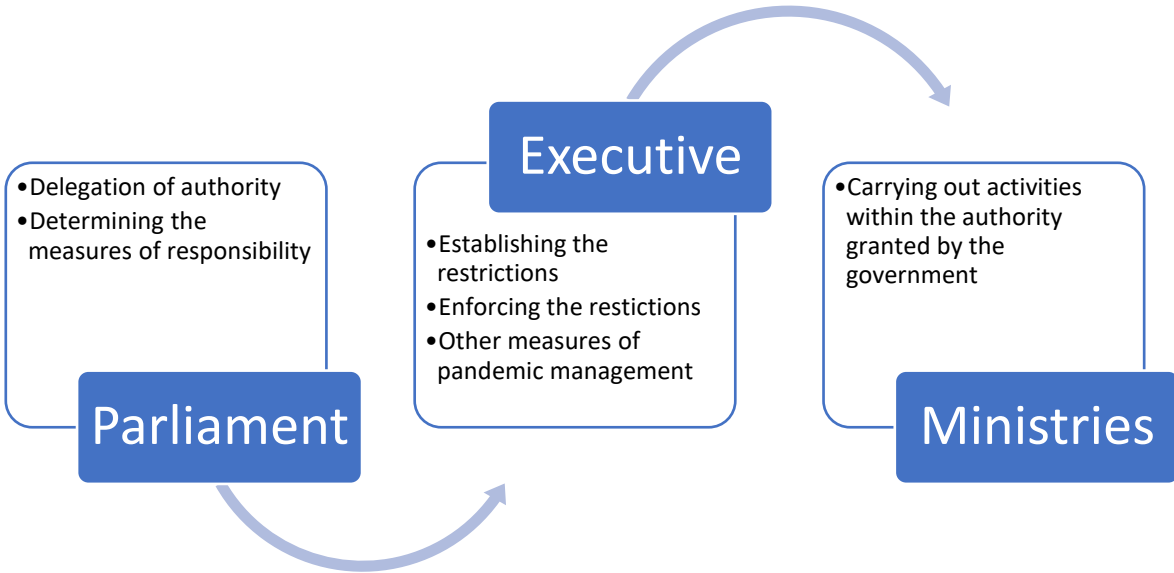 •Delegation of authority
•Determining the
measures of responsibility
Parliament
Executive
•Establishing the
restrictions
•Enforcing the restictions
•Other measures of
pandemic management
•Carrying out activities
within the authority
granted by the
government
Ministries